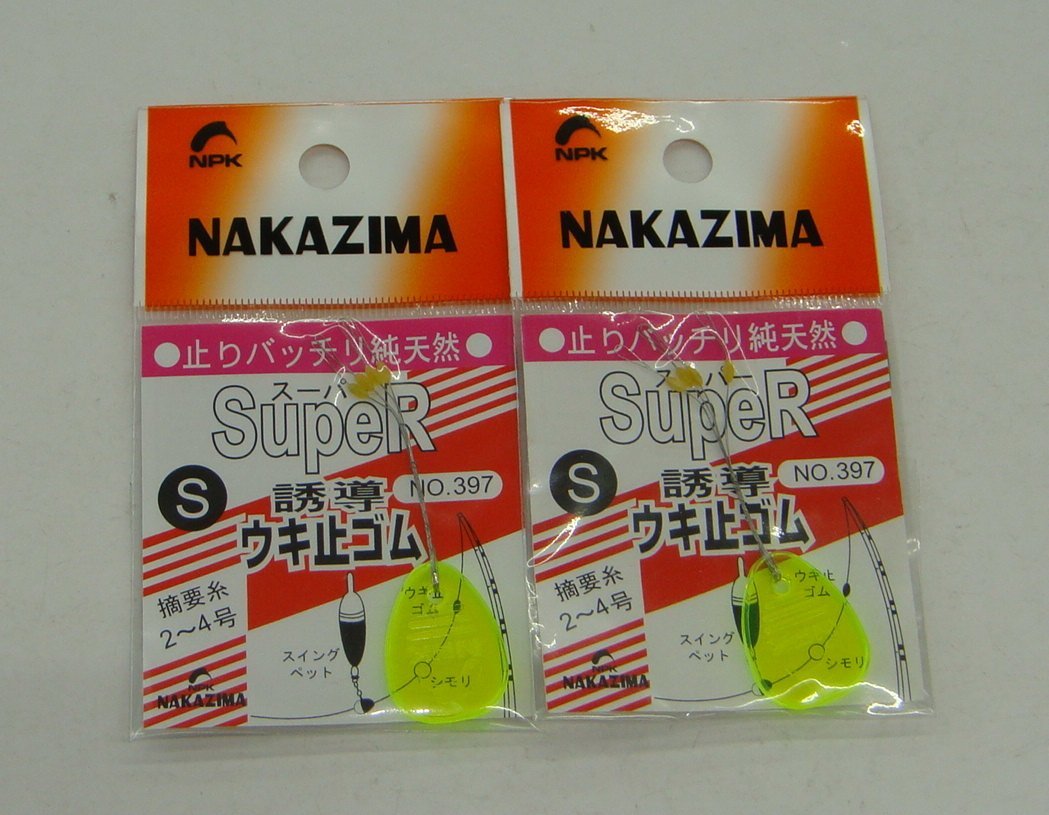 NPK
NAKAZIMA
●止りバッチリ純天然●
スーパ
SupeR
S
誘導
NO.397
ウキ止ゴム
摘要糸
2〜4号
ウキ止
ゴム
スイング
ペット
シモリ
NPK
NAKAZIMA
NPK
NAKAZIMA
●止りバッチリ純天然●
スーパー
SupeR
S
誘導
NO.397
ウキ止ゴム
摘要糸
2〜4号
ウキ止
ゴム
スイング
ペット
シモリ
NPK
NAKAZIMA